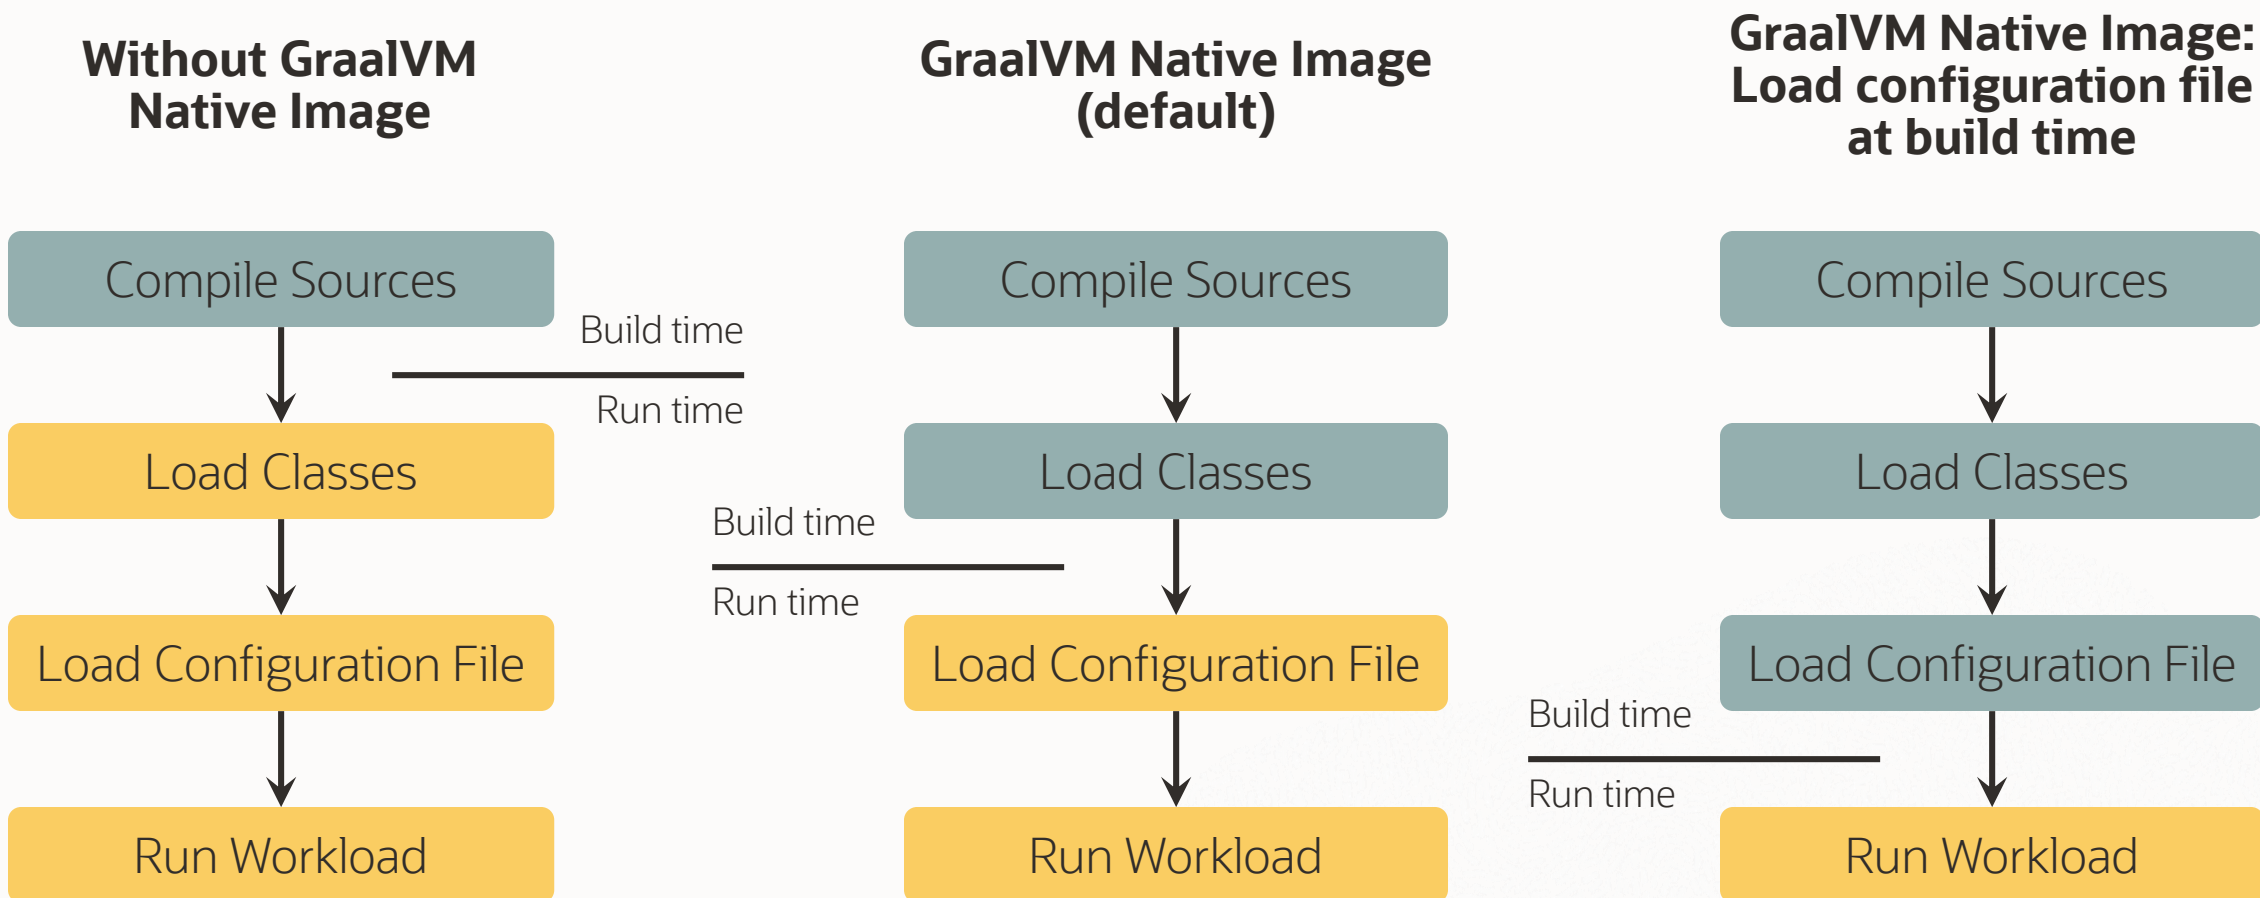 Without GraalVM
Native Image
Compile Sources
Build time
Run time
Load Classes
Load Configuration File
Run Workload
GraalVM Native Image
(default)
Compile Sources
Load Classes
Build time
Run time
Load Configuration File
Run Workload
GraalVM Native Image:
Load configuration file
at build time
Compile Sources
Load Classes
Load Configuration File
Build time
Run time
Run Workload